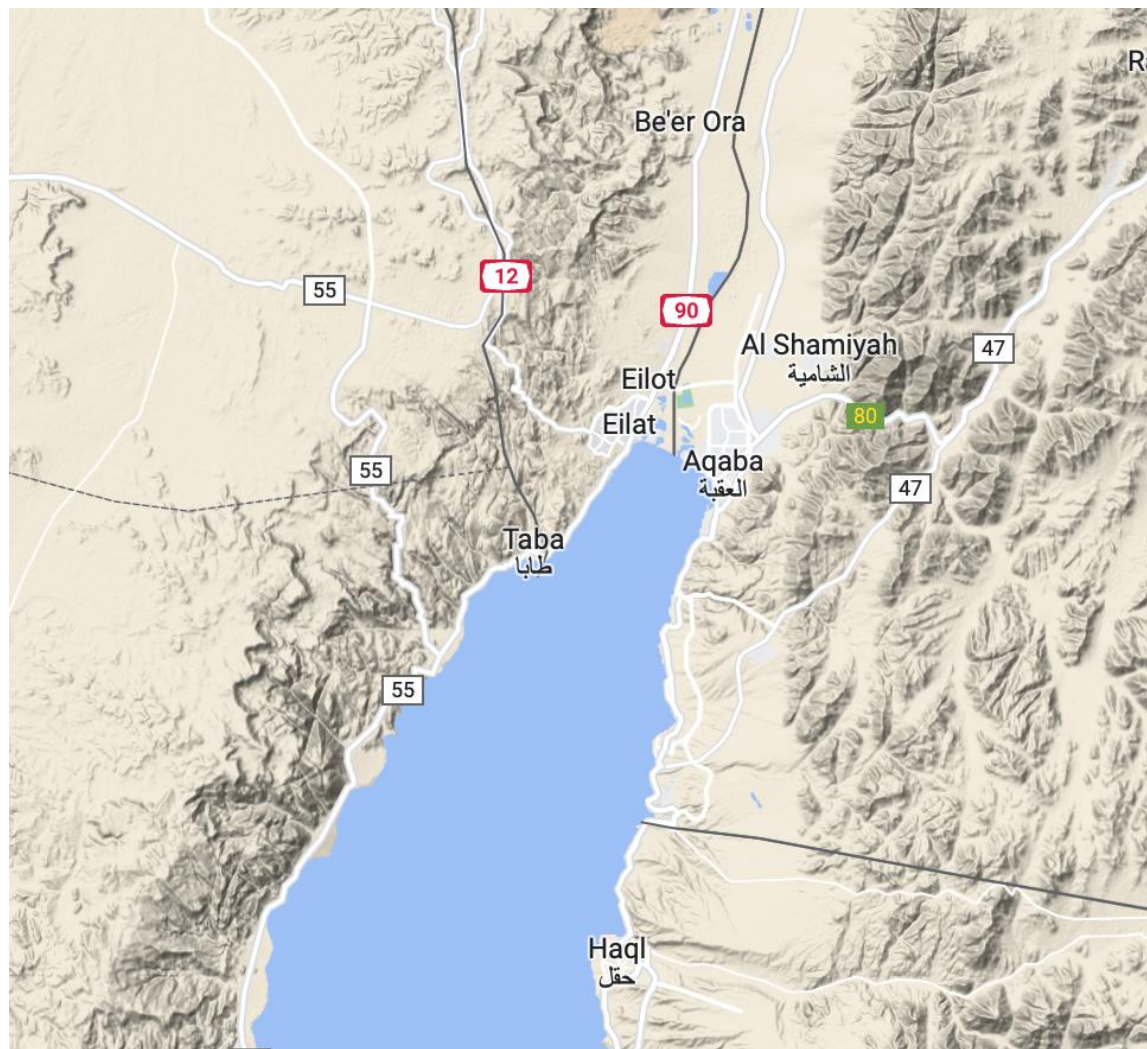 Ra
Be'er Ora
12
55
90
47
Al Shamiyah
الشامية
Eilot
80
Eilat
Aqaba
العقبة
55
47
Taba
طابا
55
Haql
حقل